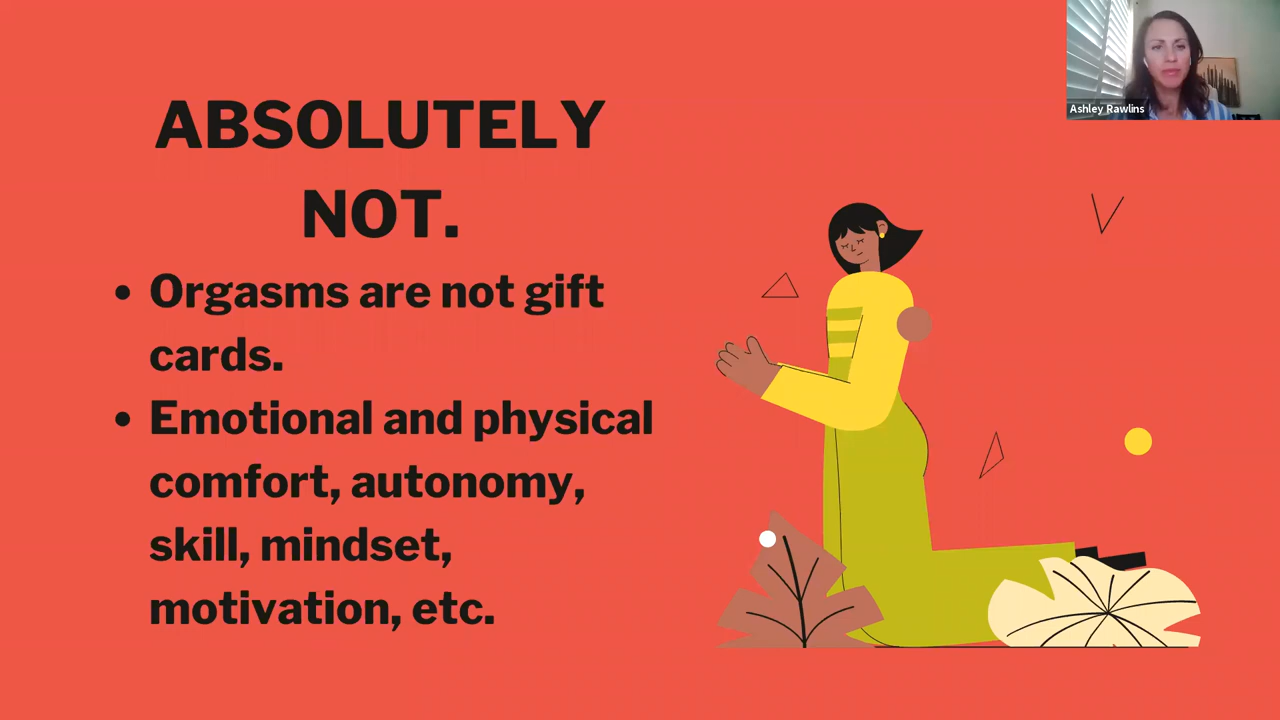 ABSOLUTELY
NOT.
• Orgasms are not gift
cards.
• Emotional and physical
comfort, autonomy,
skill, mindset,
motivation, etc.
Ashley Rawlins